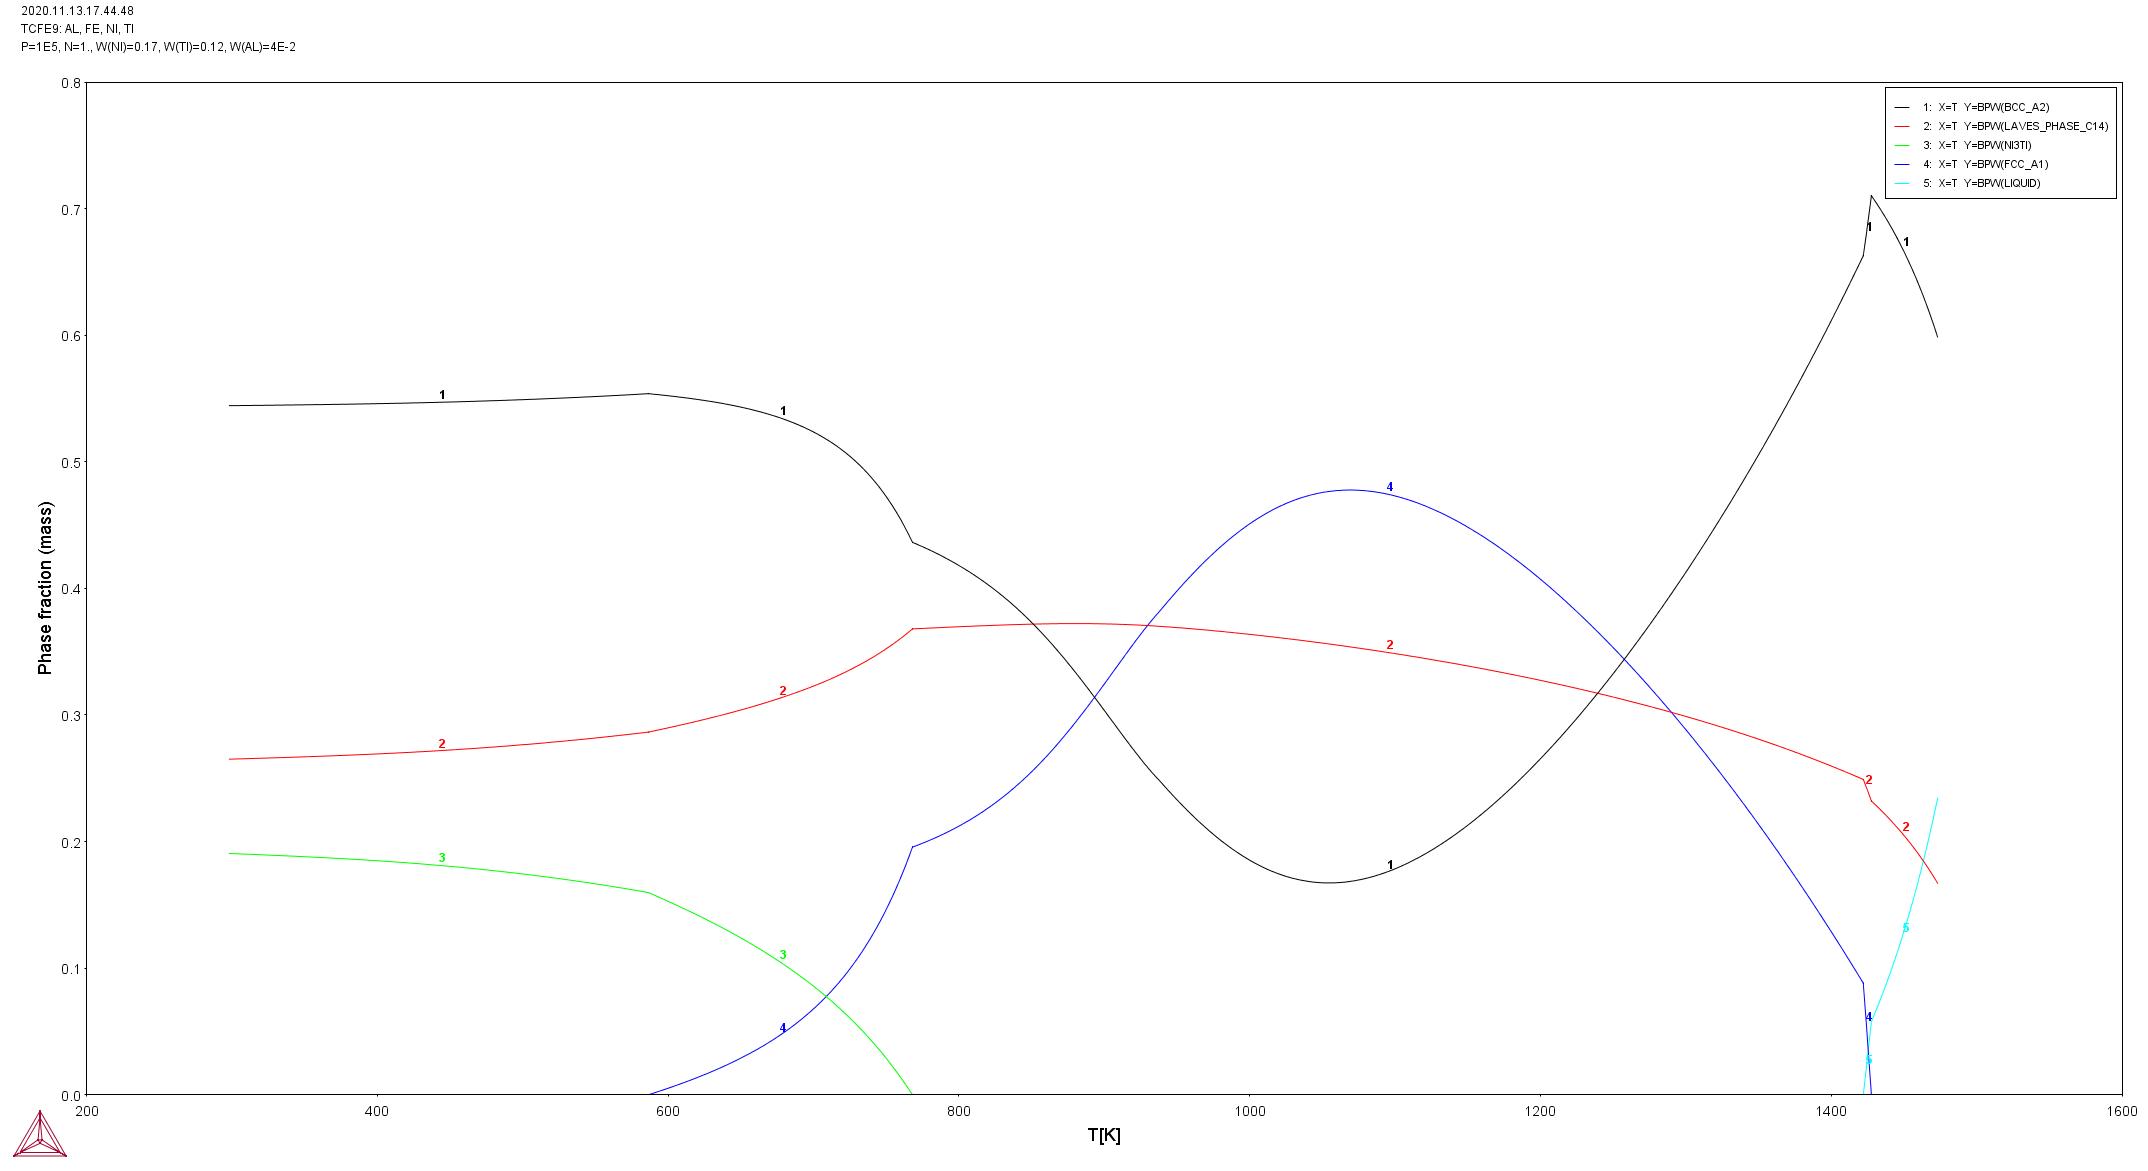 2020.11.13.17.44.48
TCFE9: AL, FE, NI, TI
P=1E5, N=1., W(NI)=0.17, W(TI)=0.12, W(AL)=4E-2
1: X=T Y=BPW(BCC_A2)
2: X=T Y=BPW(LAVES_PHASE_C14)
3: X=T Y=BPW(NI3TI)
4: X=T Y=BPW(FCC_A1)
5: X=T Y=BPW(LIQUID)
Phase fraction (mass)
0.8
0.7
0.6
0.5
0.4
0.3
0.2
0.1
0.0
1 1 1 1 1
2 2 2 2 2
3 3
4 4 4
5 5
200 400 600 800 1000 1200 1400 1600
T[K]